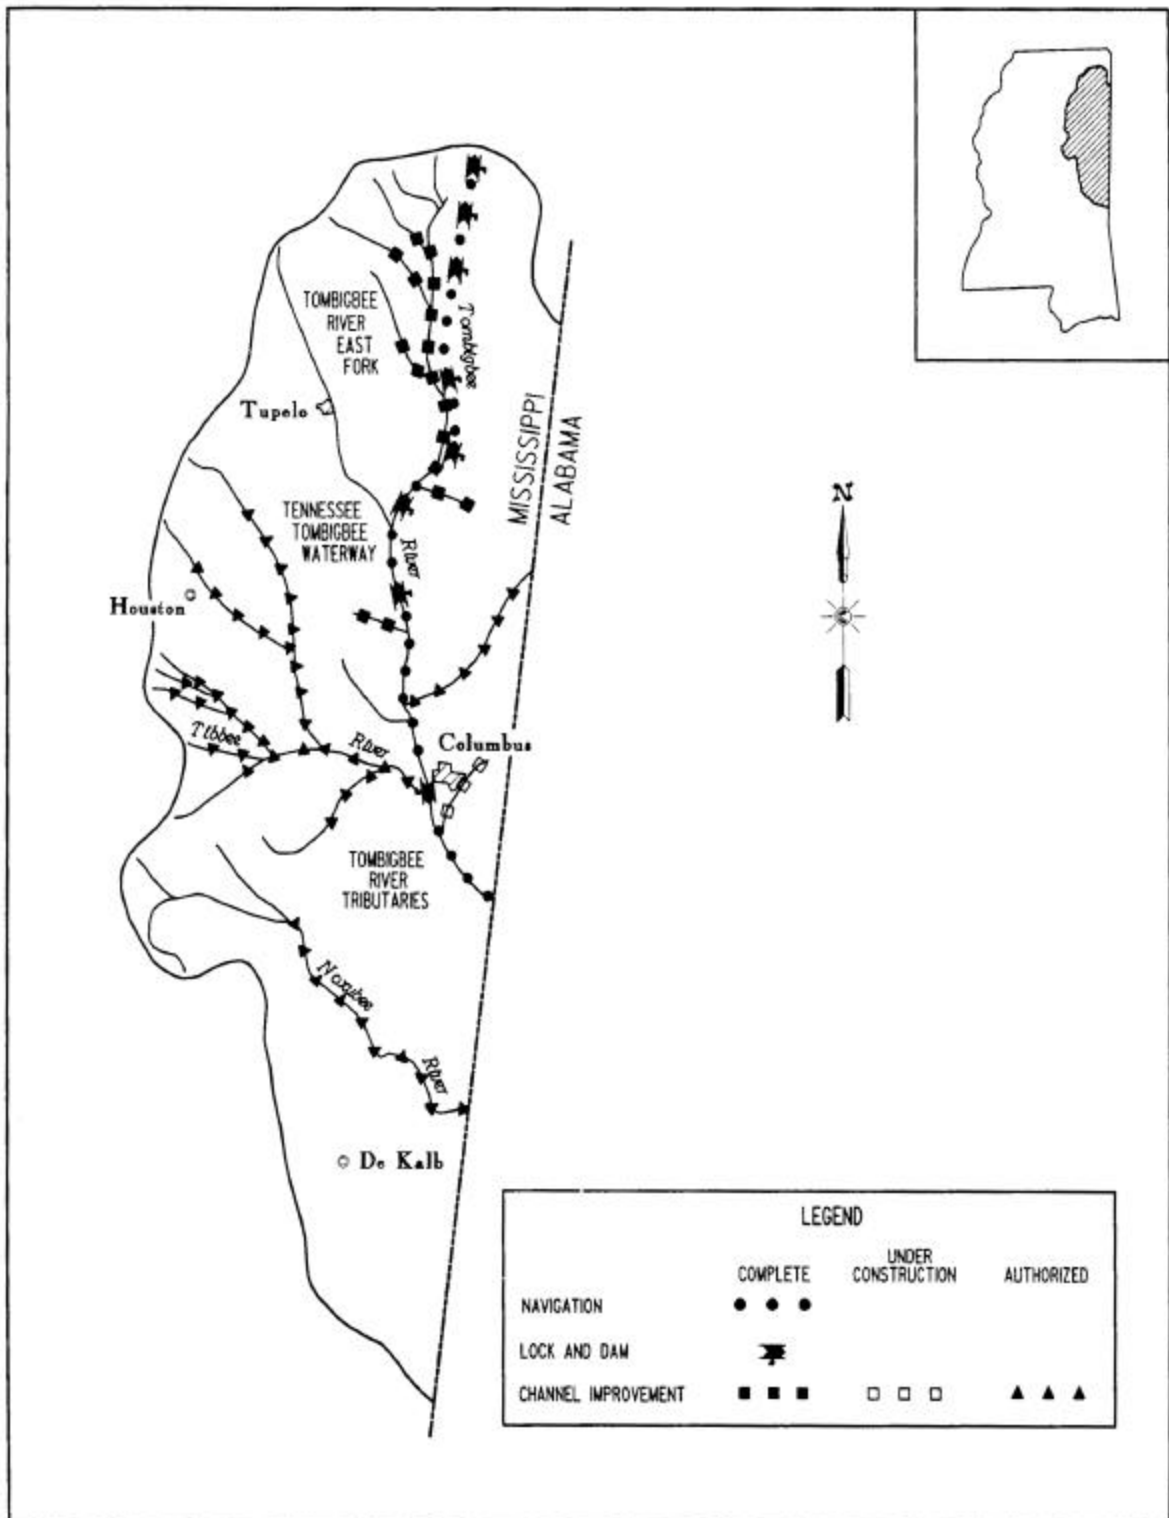 TOMBIGBEE
RIVER
EAST
FORK
Tombigbee
Tupelo
MISSISSIPPI
ALABAMA
N
TENNESSEE
TOMBIGBEE
WATERWAY
River
Houston
Tibbee
River
Columbus
TOMBIGBEE
RIVER
TRIBUTARIES
Noxubee
River
De Kalb
LEGEND
COMPLETE
UNDER
CONSTRUCTION
AUTHORIZED
NAVIGATION
LOCK AND DAM
CHANNEL IMPROVEMENT